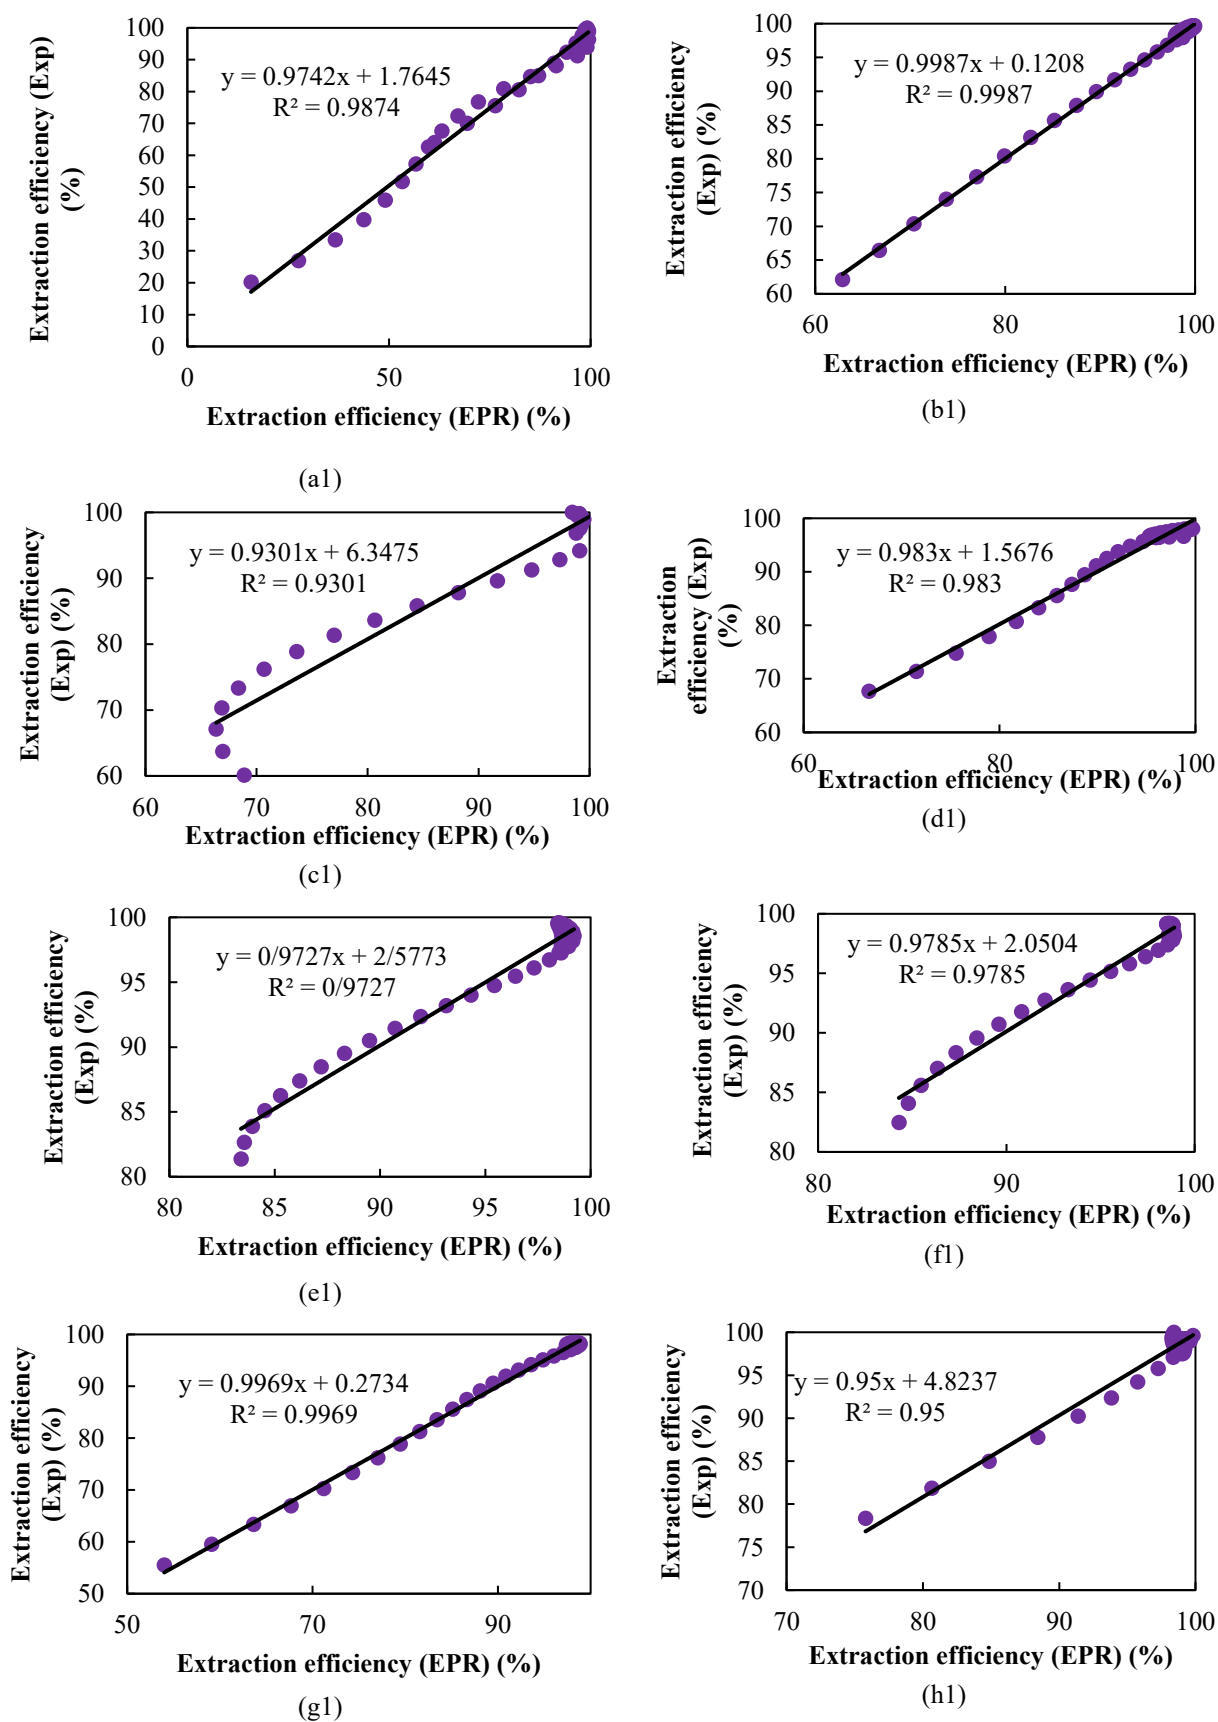 Extraction efficiency (Exp)
(%)
100
90
80
70
60
50
40
30
20
10
0
y = 0.9742x + 1.7645
R² = 0.9874
0 50 100
Extraction efficiency (EPR) (%)
(a1)
Extraction efficiency
(Exp) (%)
100
95
90
85
80
75
70
65
60
y = 0.9987x + 0.1208
R² = 0.9987
60 80 100
Extraction efficiency (EPR) (%)
(b1)
Extraction efficiency
(Exp) (%)
100
90
80
70
60
y = 0.9301x + 6.3475
R² = 0.9301
60 70 80 90 100
Extraction efficiency (EPR) (%)
(c1)
Extraction
efficiency (Exp)
(%)
100
90
80
70
60
y = 0.983x + 1.5676
R² = 0.983
60 80 100
Extraction efficiency (EPR) (%)
(d1)
Extraction efficiency
(Exp) (%)
100
95
90
85
80
y = 0/9727x + 2/5773
R² = 0/9727
80 85 90 95 100
Extraction efficiency (EPR) (%)
(e1)
Extraction efficiency
(Exp) (%)
100
95
90
85
80
y = 0.9785x + 2.0504
R² = 0.9785
80 90 100
Extraction efficiency (EPR) (%)
(f1)
Extraction efficiency
(Exp) (%)
100
90
80
70
60
50
y = 0.9969x + 0.2734
R² = 0.9969
50 70 90
Extraction efficiency (EPR) (%)
(g1)
Extraction efficiency
(Exp) (%)
100
95
90
85
80
75
70
y = 0.95x + 4.8237
R² = 0.95
70 80 90 100
Extraction efficiency (EPR) (%)
(h1)